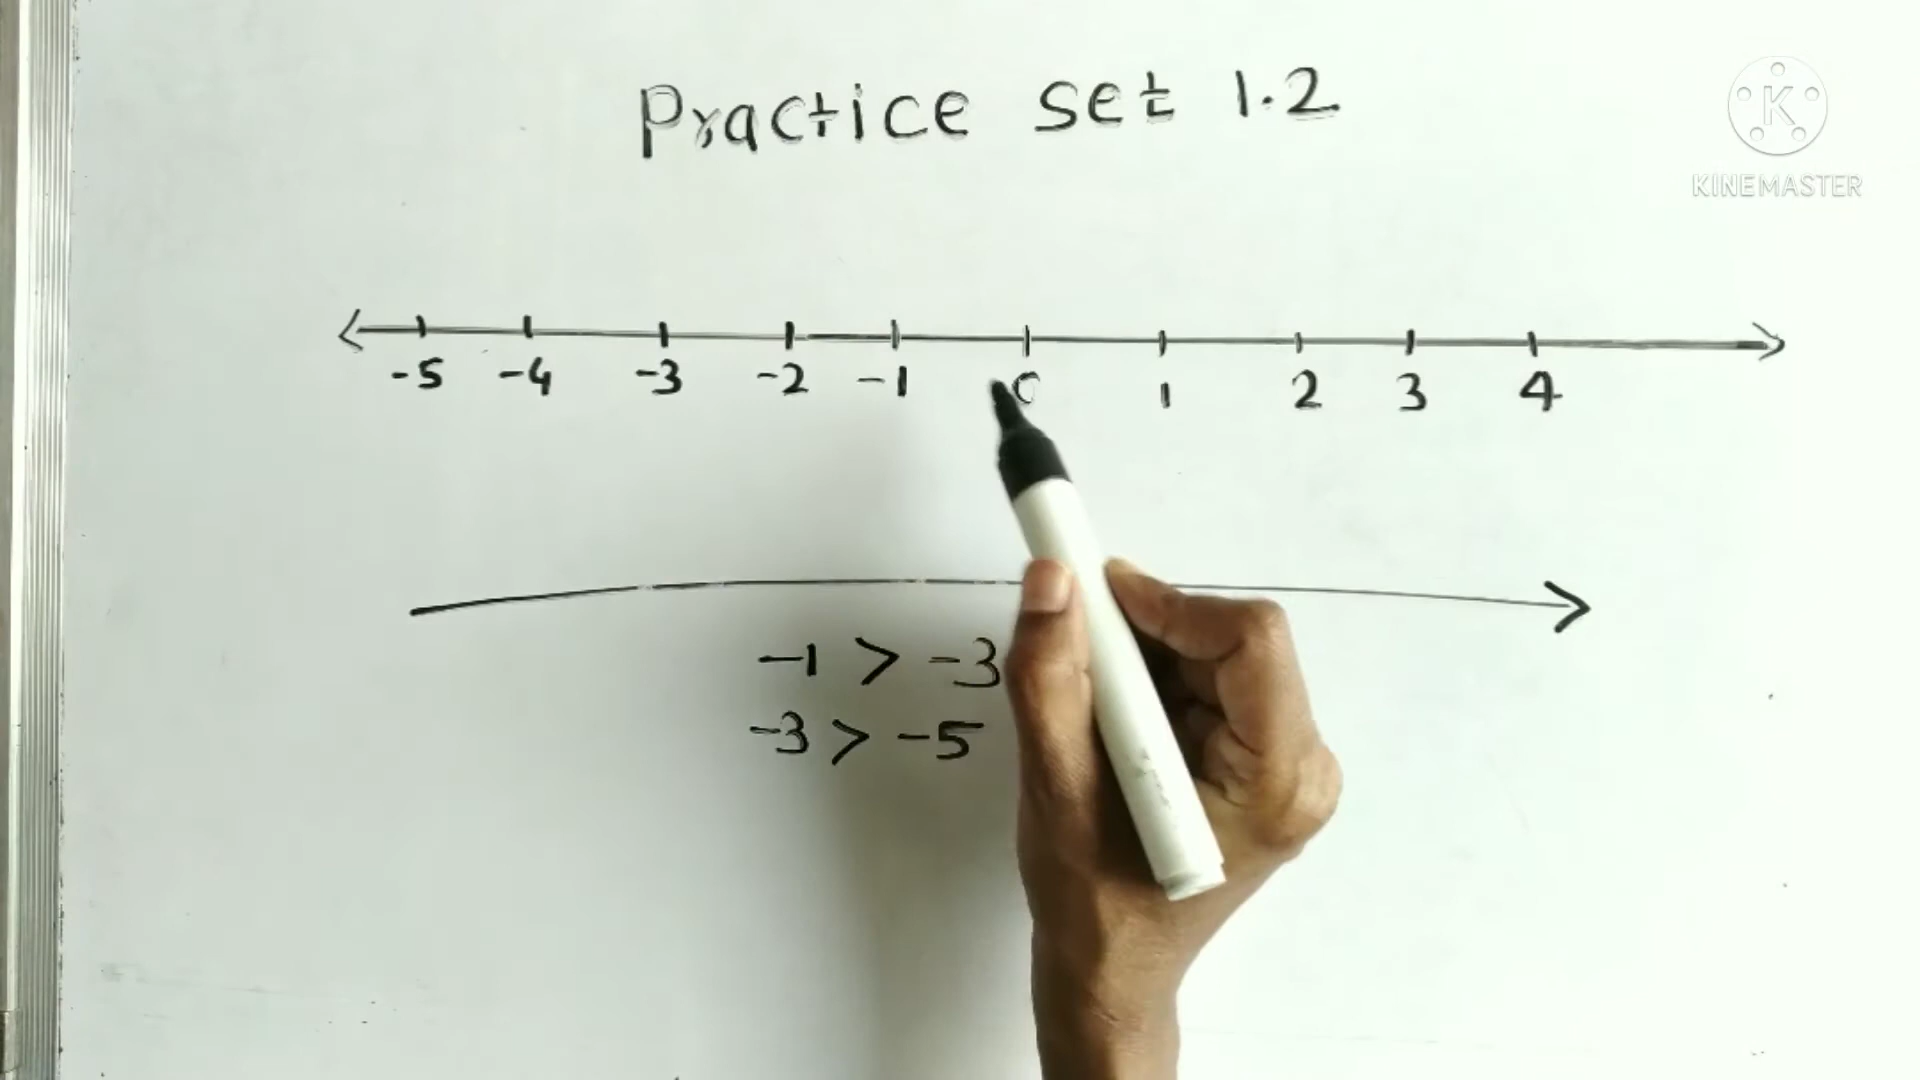 Practice set 1.2
K
KINEMASTER
-5 -4 -3 -2 -1 0 1 2 3 4
-1 > -3
-3 > -5